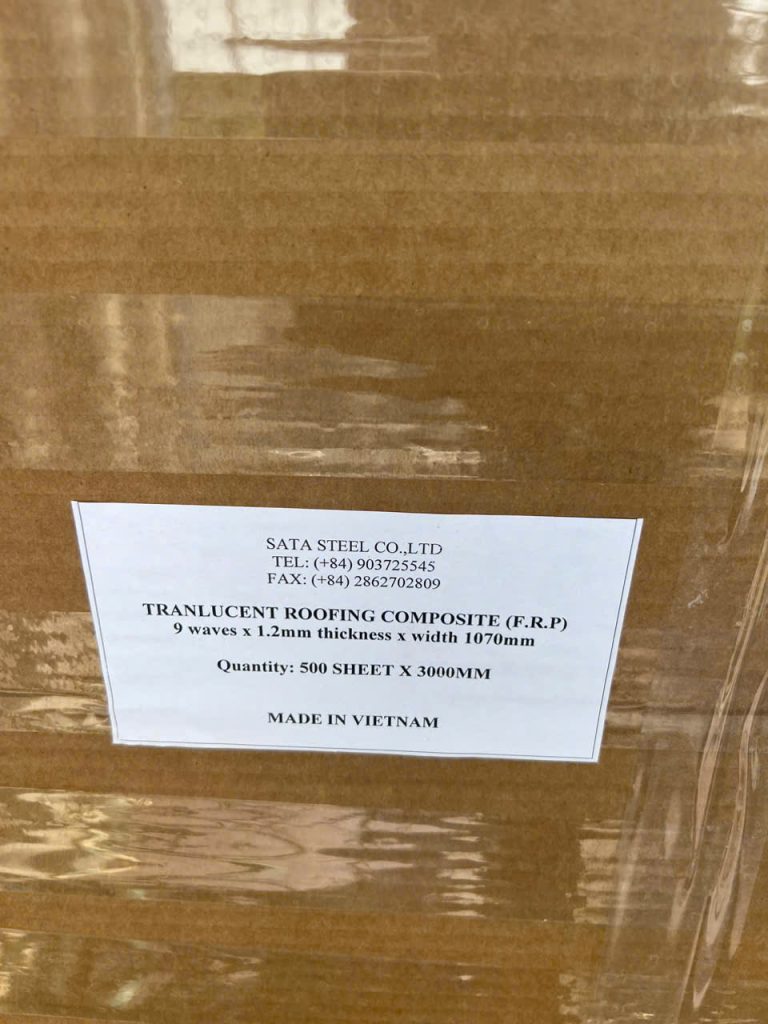 SATA STEEL CO.,LTD
TEL: (+84) 903725545
FAX: (+84) 2862702809
TRANLUCENT ROOFING COMPOSITE (F.R.P)
9 waves x 1.2mm thickness x width 1070mm
Quantity: 500 SHEET X 3000MM
MADE IN VIETNAM